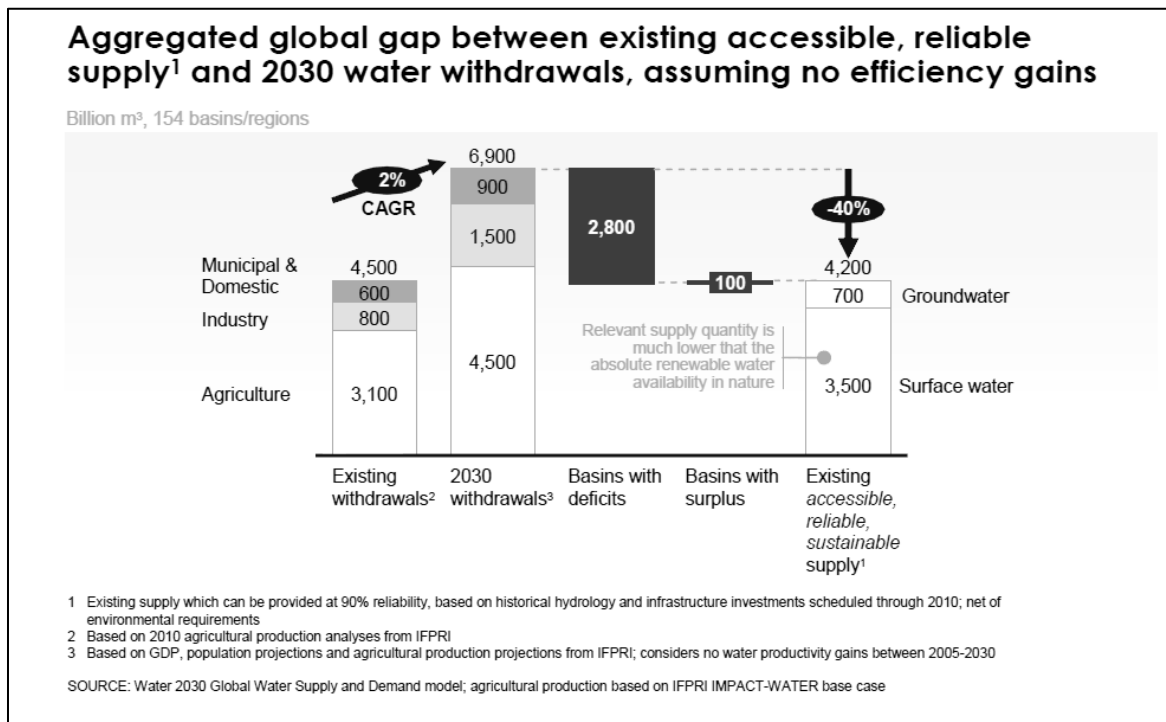 Aggregated global gap between existing accessible, reliable
supply¹ and 2030 water withdrawals, assuming no efficiency gains
Billion m³, 154 basins/regions
6,900
2%
CAGR
900
1,500
4,500
2,800
100
-40%
Municipal &
Domestic
Industry
Agriculture
4,500
600
800
3,100
4,200
700
3,500
Groundwater
Surface water
Relevant supply quantity is
much lower that the
absolute renewable water
availability in nature
Existing
withdrawals²
2030
withdrawals³
Basins with
deficits
Basins with
surplus
Existing
accessible,
reliable,
sustainable
supply¹
1 Existing supply which can be provided at 90% reliability, based on historical hydrology and infrastructure investments scheduled through 2010; net of
environmental requirements
2 Based on 2010 agricultural production analyses from IFPRI
3 Based on GDP, population projections and agricultural production projections from IFPRI; considers no water productivity gains between 2005-2030
SOURCE: Water 2030 Global Water Supply and Demand model; agricultural production based on IFPRI IMPACT-WATER base case